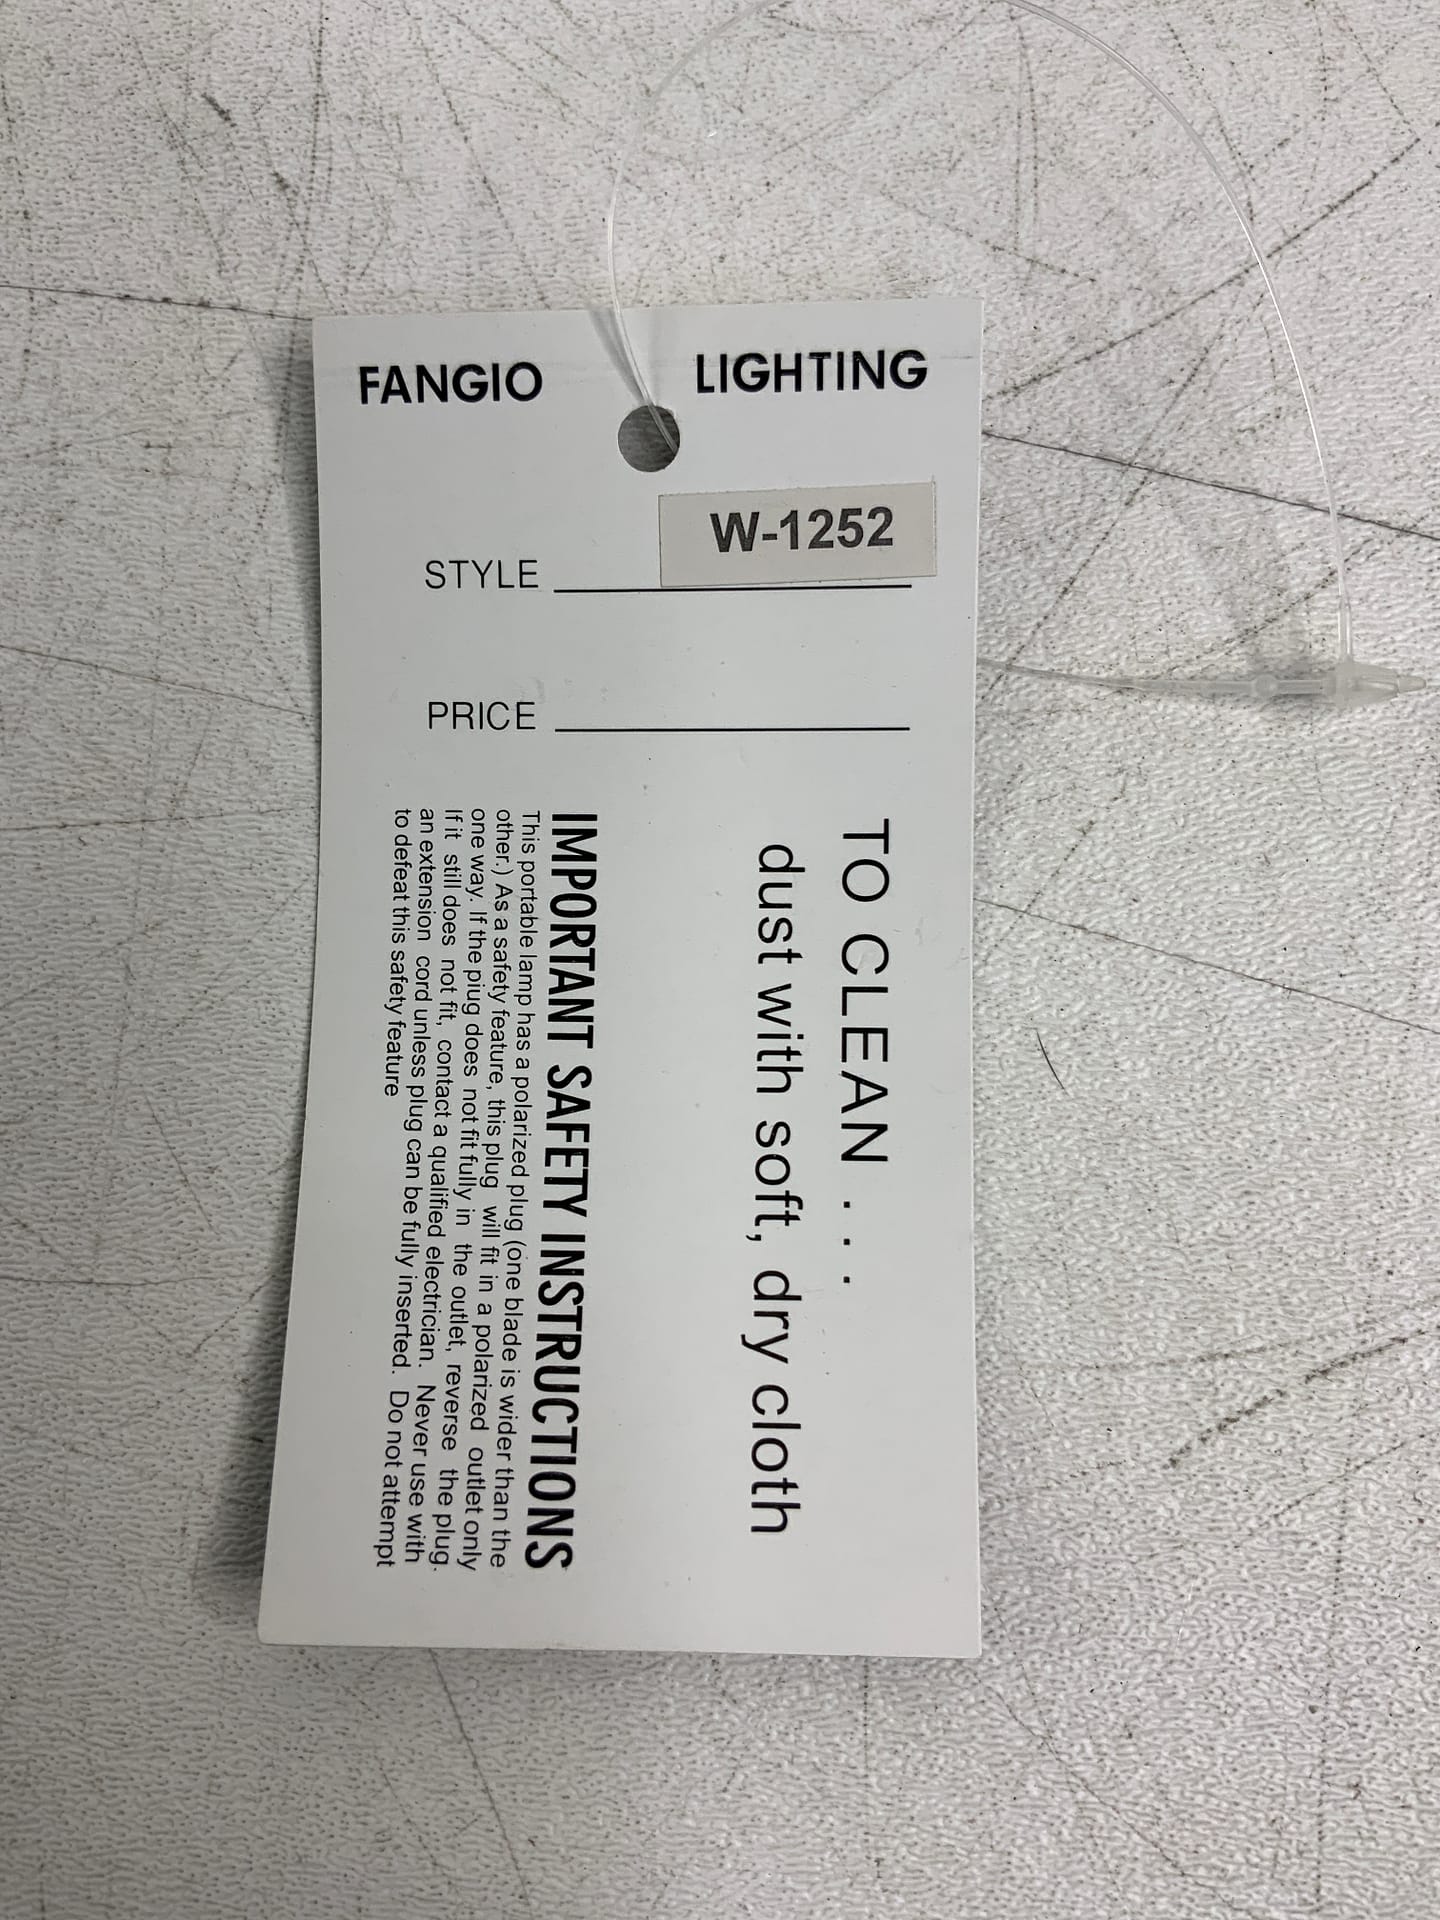 FANGIO LIGHTING
STYLE W-1252
PRICE
TO CLEAN . . .
dust with soft, dry cloth
IMPORTANT SAFETY INSTRUCTIONS
This portable lamp has a polarized plug (one blade is wider than the
other.) As a safety feature, this plug will fit in a polarized outlet only
one way. If the piug does not fit fully in the outlet, reverse the plug.
If it still does not fit, contact a qualified electrician. Never use with
an extension cord unless plug can be fully inserted. Do not attempt
to defeat this safety feature